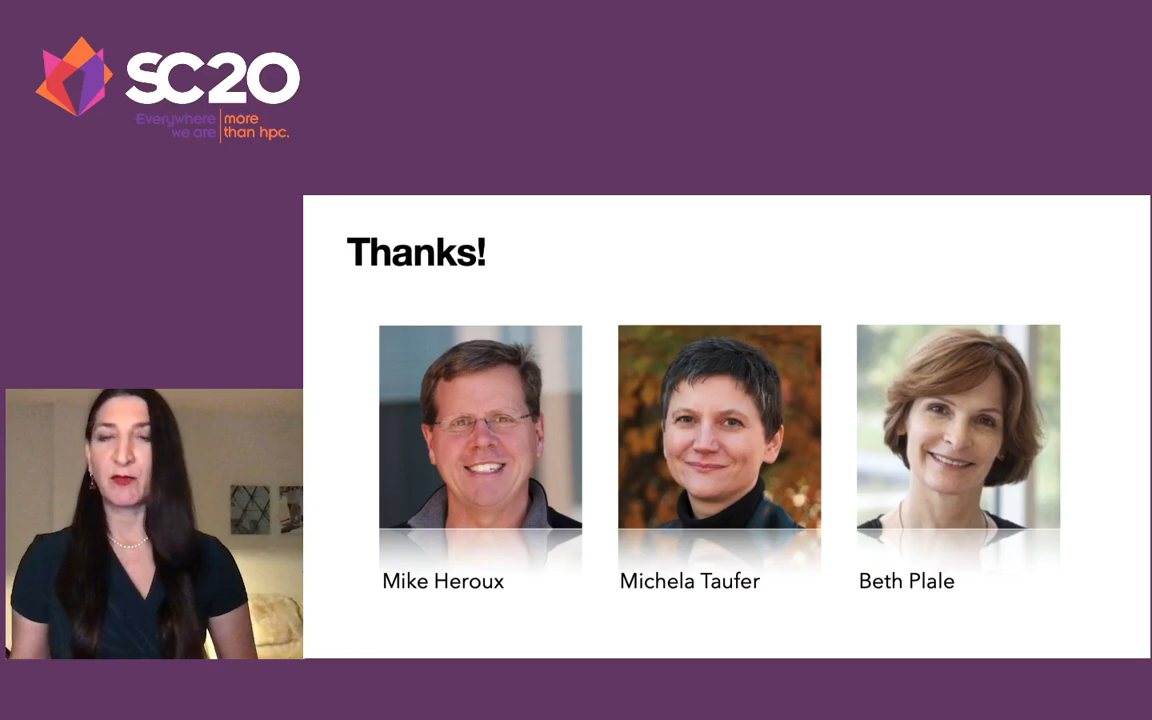 SC20
Everywhere we are | more than hpc.
Thanks!
Mike Heroux
Michela Taufer
Beth Plale